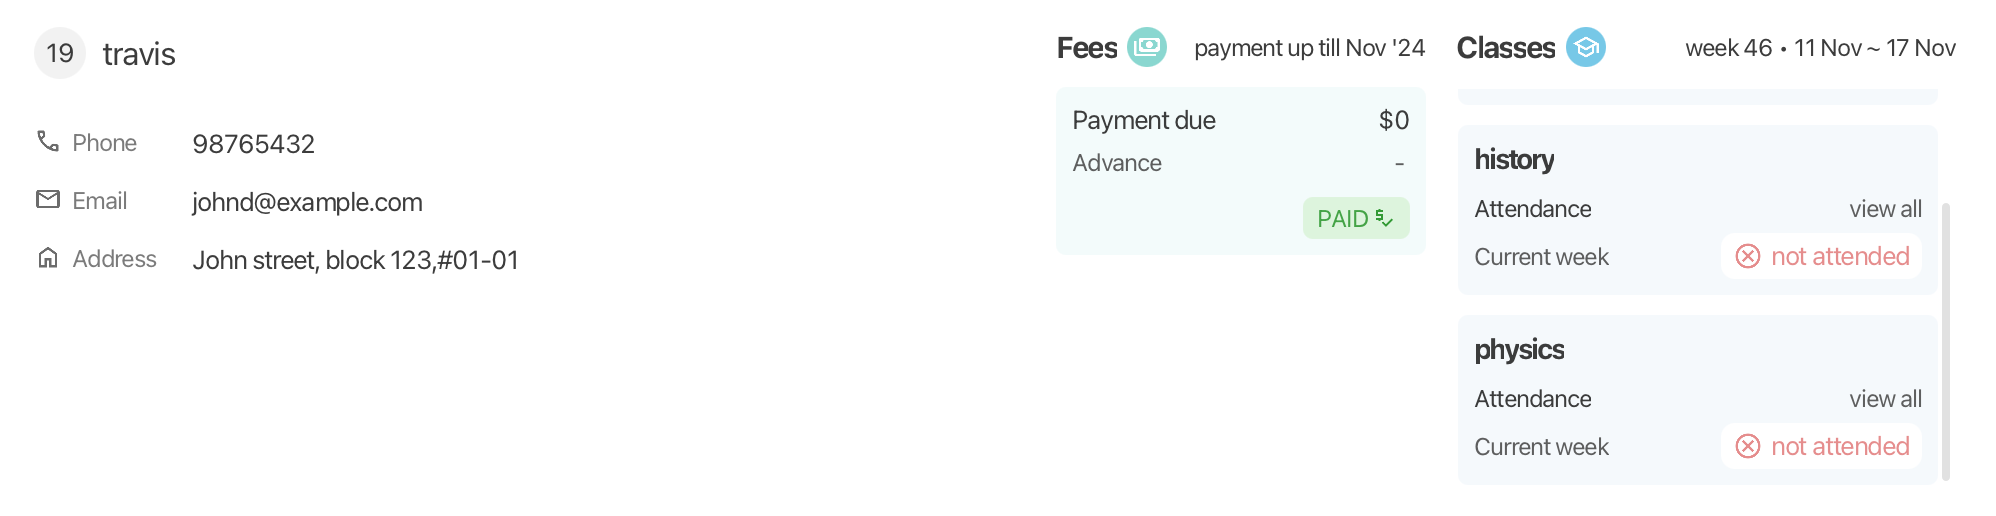 19 travis
Phone 98765432
Email johnd@example.com
Address John street, block 123,#01-01
Fees payment up till Nov '24
Payment due $0
Advance -
PAID
Classes week 46 • 11 Nov ~ 17 Nov
history
Attendance view all
Current week not attended
physics
Attendance view all
Current week not attended